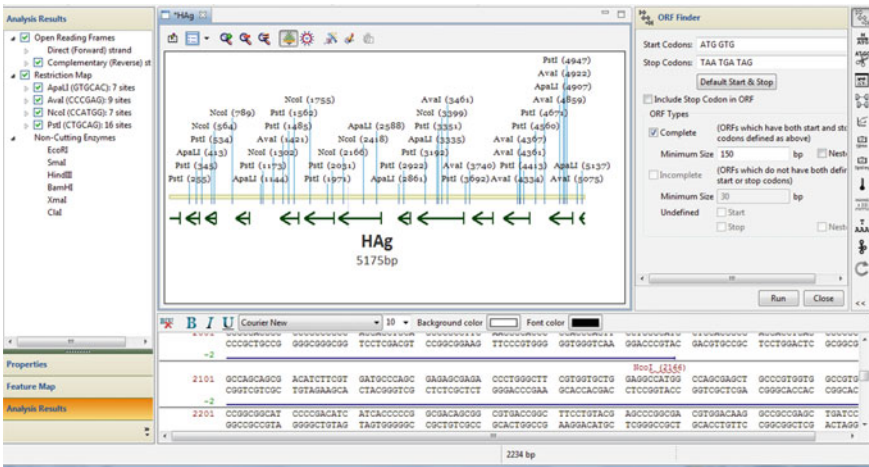 Analysis Results
Open Reading Frames
Direct (Forward) strand
Complementary (Reverse) st
Restriction Map
ApaLI (GTGCAC): 7 sites
AvaI (CCCGAG): 9 sites
NcoI (CCATGG): 7 sites
PstI (CTGCAG): 16 sites
Non-Cutting Enzymes
EcoRI
SmaI
HindIII
BamHI
XmaI
ClaI
Properties
Feature Map
Analysis Results
*HAg
PstI (4947)
AvaI (4922)
ApaLI (4907)
NcoI (1755) AvaI (3461) AvaI (4859)
NcoI (789) PstI (1562) NcoI (3399) PstI (4671)
NcoI (564) PstI (1485) ApaLI (2588) PstI (3351) PstI (4560)
PstI (534) AvaI (1421) NcoI (2418) ApaLI (3335) AvaI (4367)
ApaLI (413) NcoI (1302) NcoI (2166) PstI (3192) AvaI (4361)
PstI (345) PstI (1173) PstI (2031) PstI (2922) AvaI (3740) PstI (4413) ApaLI (5137)
PstI (255) ApaLI (1144) PstI (1971) ApaLI (2861) PstI (3692) AvaI (4334) AvaI (5075)
HAg
5175bp
ORF Finder
Start Codons: ATG GTG
Stop Codons: TAA TGA TAG
Default Start & Stop
Include Stop Codon in ORF
ORF Types
Complete (ORFs which have both start and sto
codons defined as above)
Minimum Size 150 bp Neste
Incomplete (ORFs which do not have both defin
start or stop codons)
Minimum Size 30 bp
Undefined Start
Stop Nest
Run Close
<<
B I U Courier New 10 Background color Font color
CCCGCTGCCG GGGCGGGCGG TCCTCGACGT CCGGCGGAAG TTCCCGTGGG GGTGGGTCAA GGACCCGTAC GACGTGCCGC TCCTGGACTC GCGGCG
-2
NcoI (2166)
2101 GCCAGCAGCG ACATCTTCGT GATGCCCAGC GAGAGCGAGA CCCTGGGCTT CGTGGTGCTG GAGGCCATGG CCAGCGAGCT GCCCGTGGTG GCCGTG
CGGTCGTCGC TGTAGAAGCA CTACGGGTCG CTCTCGCTCT GGGACCCGAA GCACCACGAC CTCCGGTACC GGTCGCTCGA CGGGCACCAC CGGCAC
-2
2201 CCGGCGGCAT CCCCGACATC ATCACCCCCG GCGACAGCGG CGTGACCGGC TTCCTGTACG AGCCCGGCGA CGTGGACAAG GCCGCCGAGC TGATCC
GGCCGCCGTA GGGGCTGTAG TAGTGGGGGC CGCTGTCGCC GCACTGGCCG AAGGACATGC TCGGGCCGCT GCACCTGTTC CGGCGGCTCG ACTAGG
2234 bp